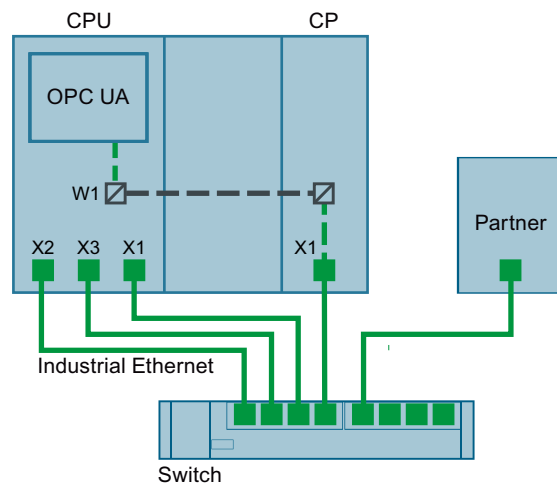 CPU
CP
OPC UA
W1
X2
X3
X1
X1
Partner
Industrial Ethernet
Switch